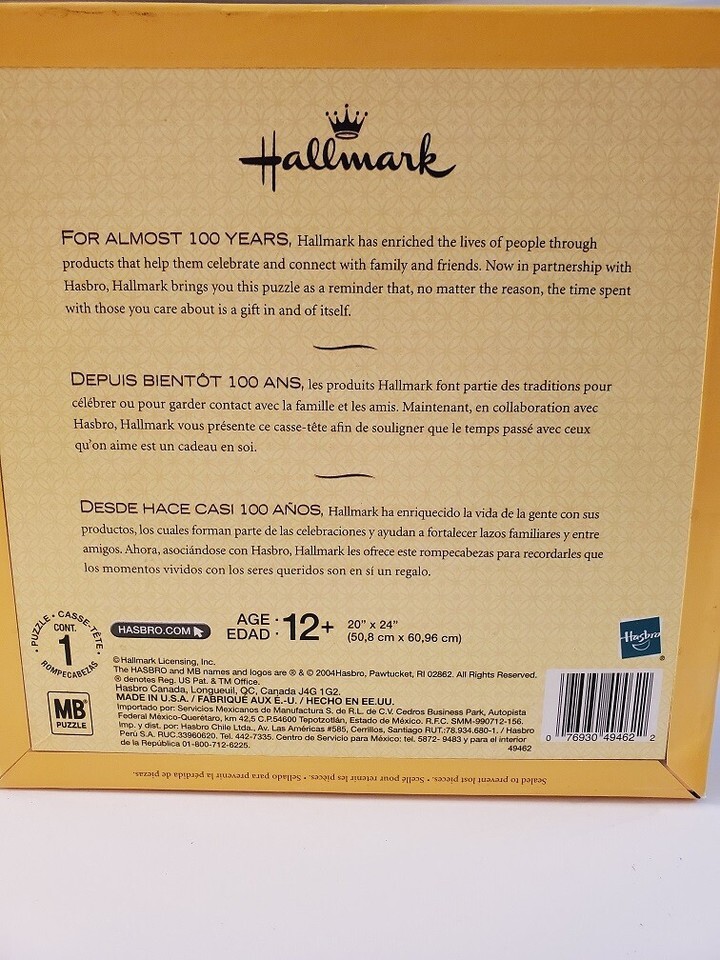 Hallmark
FOR ALMOST 100 YEARS, Hallmark has enriched the lives of people through
products that help them celebrate and connect with family and friends. Now in partnership with
Hasbro, Hallmark brings you this puzzle as a reminder that, no matter the reason, the time spent
with those you care about is a gift in and of itself.
DEPUIS BIENTÔT 100 ANS, les produits Hallmark font partie des traditions pour
célébrer ou pour garder contact avec la famille et les amis. Maintenant, en collaboration avec
Hasbro, Hallmark vous présente ce casse-tête afin de souligner que le temps passé avec ceux
qu'on aime est un cadeau en soi.
DESDE HACE CASI 100 AÑOS, Hallmark ha enriquecido la vida de la gente con sus
productos, los cuales forman parte de las celebraciones y ayudan a fortalecer lazos familiares y entre
amigos. Ahora, asociándose con Hasbro, Hallmark les ofrece este rompecabezas para recordarles que
los momentos vividos con los seres queridos son en sí un regalo.
• PUZZLE • CASSE-TÊTE •
CONT.
1
ROMPECABEZAS
HASBRO.COM
AGE :
EDAD :
12+
20" x 24"
(50,8 cm x 60,96 cm)
Hasbro
®
MB
PUZZLE
© Hallmark Licensing, Inc.
The HASBRO and MB names and logos are ® & © 2004 Hasbro, Pawtucket, RI 02862. All Rights Reserved.
® denotes Reg. US Pat. & TM Office.
Hasbro Canada, Longueuil, QC, Canada J4G 1G2.
MADE IN U.S.A. / FABRIQUÉ AUX É.-U. / HECHO EN EE.UU.
Importado por: Servicios Mexicanos de Manufactura S. de R.L. de C.V. Cedros Business Park, Autopista
Federal México-Querétaro, km 42,5 C.P.54600 Tepotzotlán, Estado de México. R.F.C. SMM-990712-156.
Imp. y dist. por: Hasbro Chile Ltda., Av. Las Américas #585, Cerrillos, Santiago RUT.:78.934.680-1. / Hasbro
Perú S.A. RUC.33960620. Tel. 442-7335. Centro de Servicio para México: tel. 5872- 9483 y para el interior
de la República 01-800-712-6225.
49462
0 76930 49462 2
Sealed to prevent lost pieces. • Scellé pour retenir les pièces. • Sellado para prevenir la pérdida de piezas.